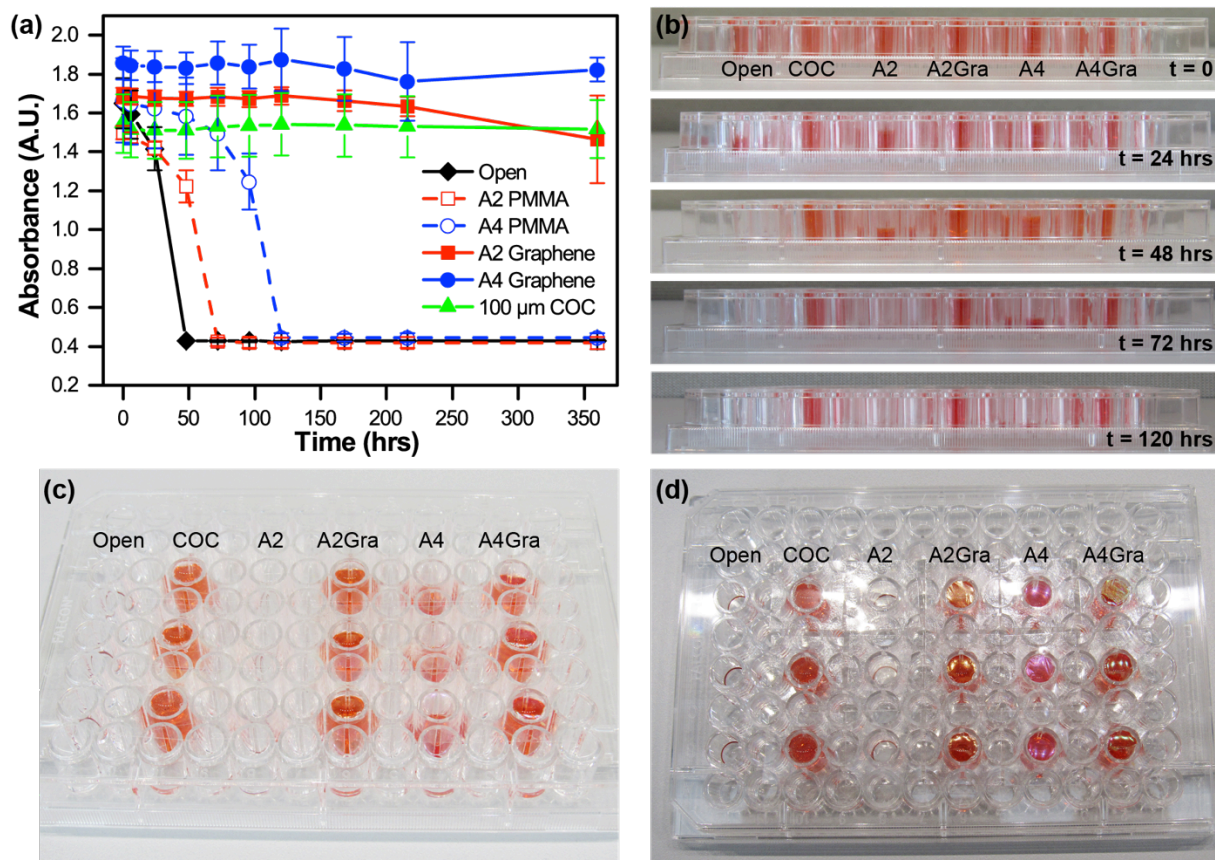 (a)
2.0
1.8
1.6
1.4
1.2
1.0
0.8
0.6
0.4
0.2
Absorbance (A.U.)
0 50 100 150 200 250 300 350
Time (hrs)
Open
A2 PMMA
A4 PMMA
A2 Graphene
A4 Graphene
100 µm COC
(b)
Open COC A2 A2Gra A4 A4Gra t = 0
t = 24 hrs
t = 48 hrs
t = 72 hrs
t = 120 hrs
(c)
Open COC A2 A2Gra A4 A4Gra
FALCON
(d)
Open COC A2 A2Gra A4 A4Gra